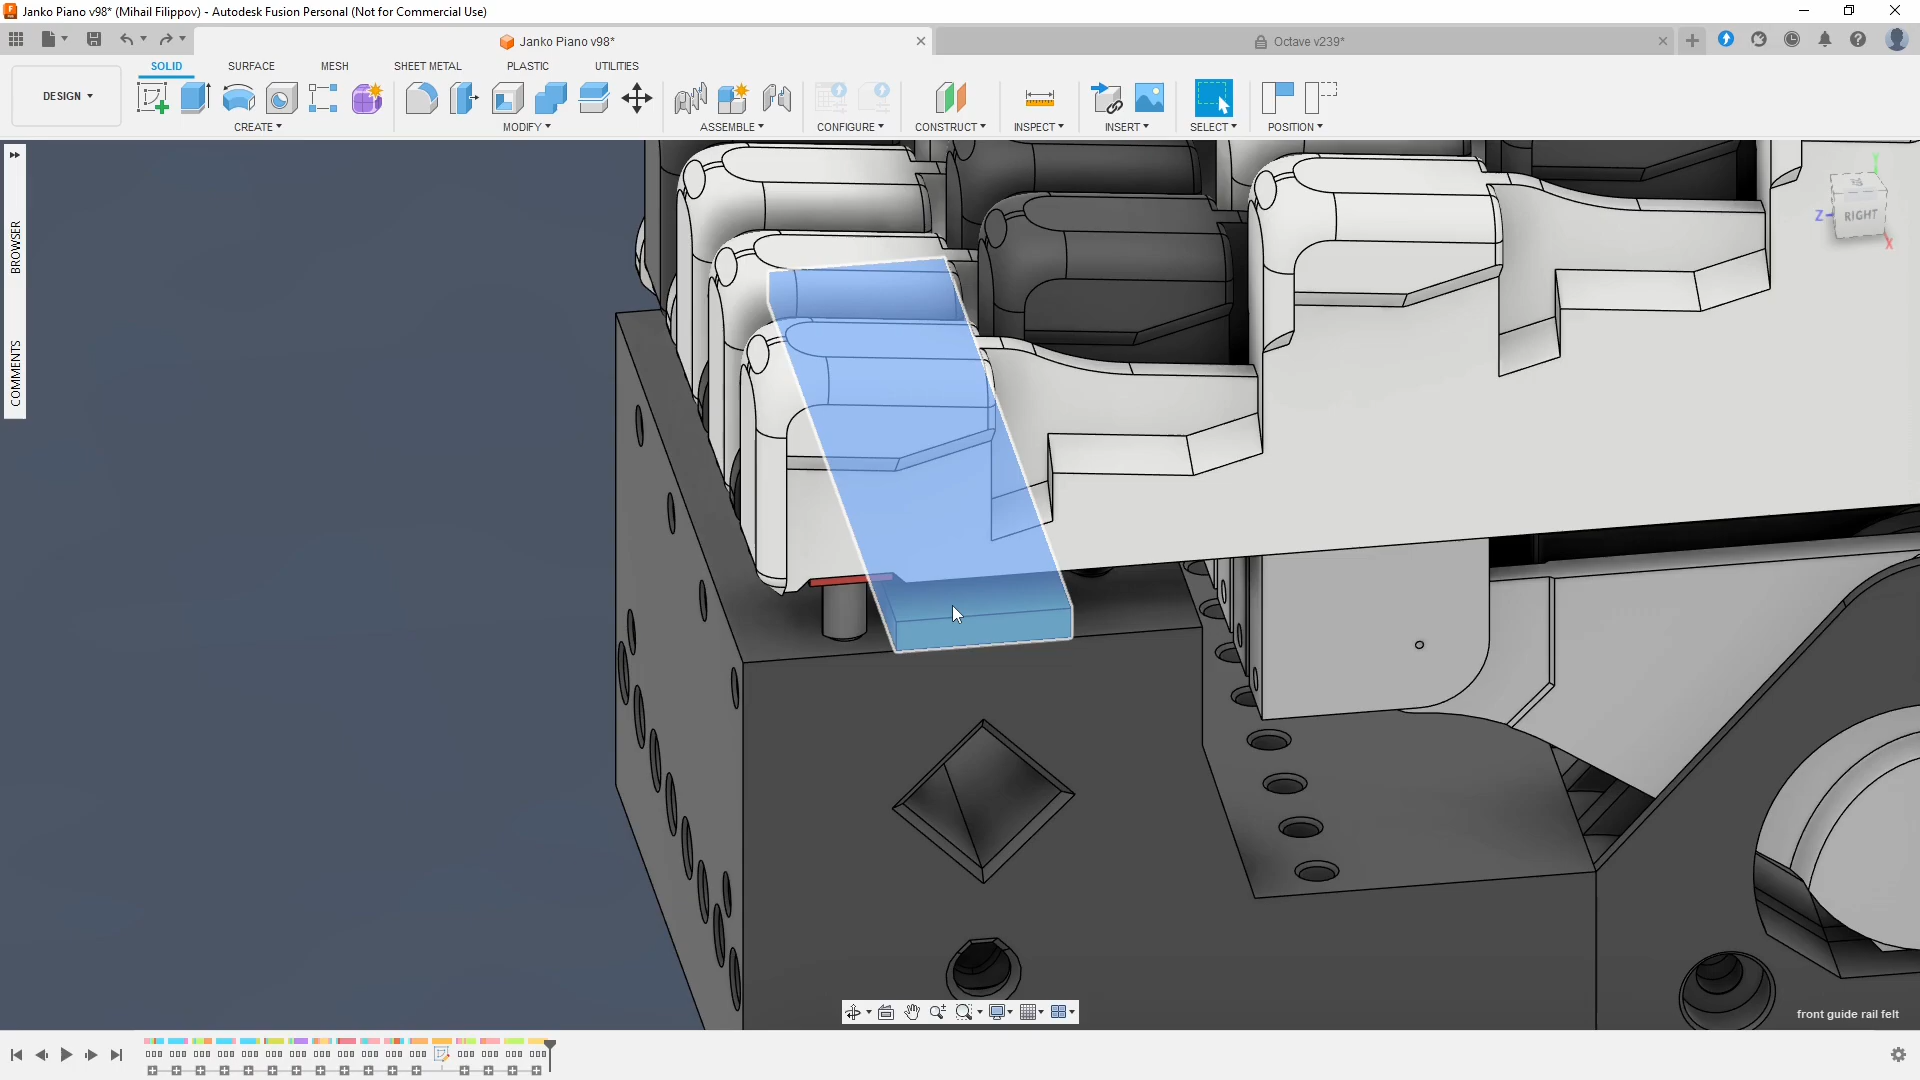 Janko Piano v98* (Mihail Filippov) - Autodesk Fusion Personal (Not for Commercial Use)
Janko Piano v98*
Octave v239*
DESIGN
SOLID
SURFACE
MESH
SHEET METAL
PLASTIC
UTILITIES
CREATE
MODIFY
ASSEMBLE
CONFIGURE
CONSTRUCT
INSPECT
INSERT
SELECT
POSITION
BROWSER
COMMENTS
Y
Z
RIGHT
X
front guide rail felt